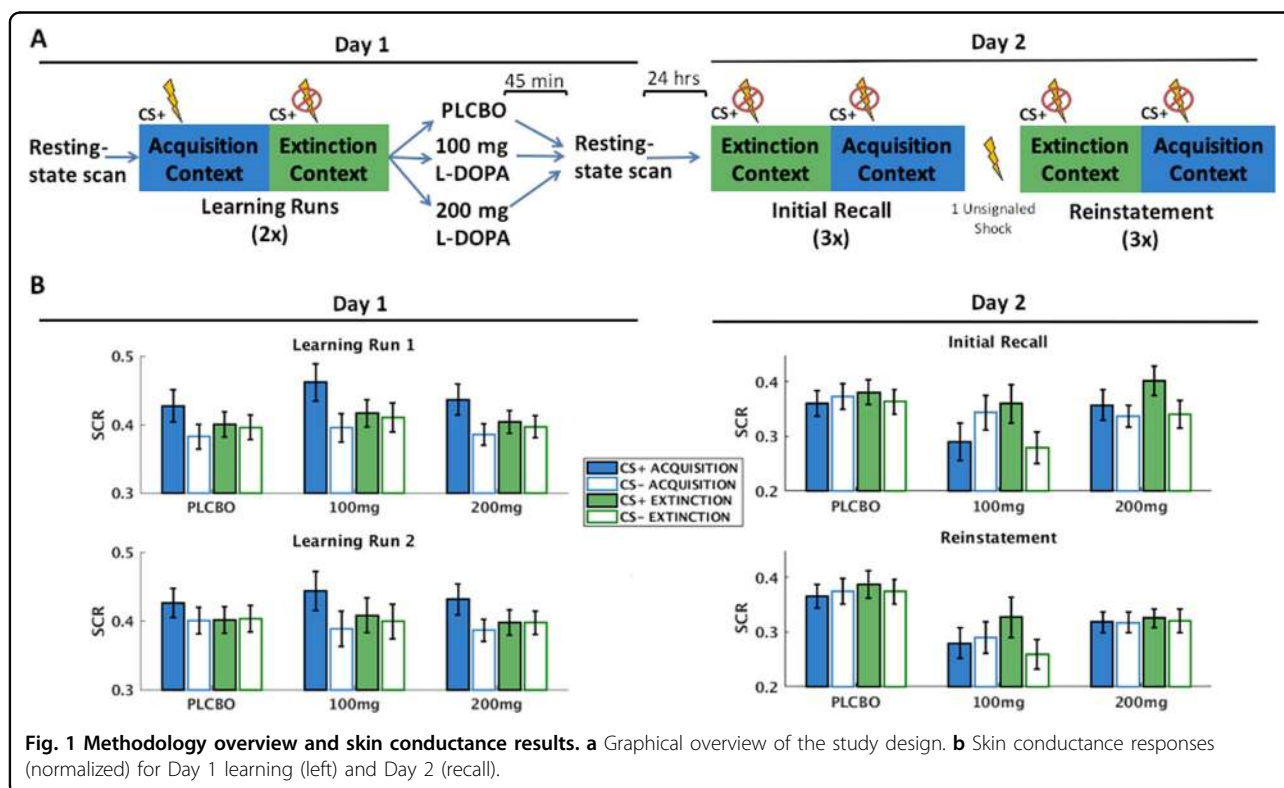 A
Day 1
Day 2
45 min
24 hrs
CS+
CS+
CS+
CS+
CS+
CS+
Resting-
state scan
Acquisition
Context
Extinction
Context
Learning Runs
(2x)
PLCBO
100 mg
L-DOPA
200 mg
L-DOPA
Resting-
state scan
Extinction
Context
Acquisition
Context
Initial Recall
(3x)
1 Unsignaled
Shock
Extinction
Context
Acquisition
Context
Reinstatement
(3x)
B
Day 1
Day 2
Learning Run 1
0.5
0.4
0.3
SCR
PLCBO
100mg
200mg
Learning Run 2
0.5
0.4
0.3
SCR
PLCBO
100mg
200mg
CS+ ACQUISITION
CS− ACQUISITION
CS+ EXTINCTION
CS− EXTINCTION
Initial Recall
0.4
0.3
0.2
SCR
PLCBO
100mg
200mg
Reinstatement
0.4
0.3
0.2
SCR
PLCBO
100mg
200mg
Fig. 1 Methodology overview and skin conductance results. a Graphical overview of the study design. b Skin conductance responses
(normalized) for Day 1 learning (left) and Day 2 (recall).